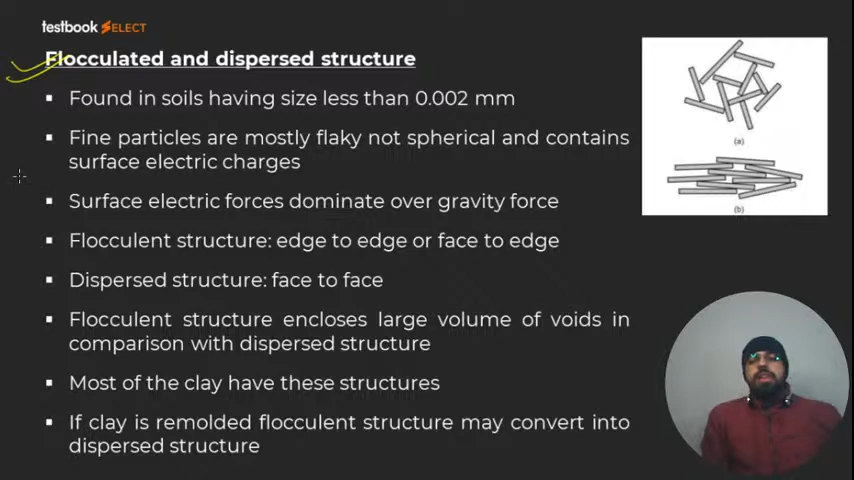 testbook SELECT
Flocculated and dispersed structure
▪ Found in soils having size less than 0.002 mm
▪ Fine particles are mostly flaky not spherical and contains
surface electric charges
▪ Surface electric forces dominate over gravity force
▪ Flocculent structure: edge to edge or face to edge
▪ Dispersed structure: face to face
▪ Flocculent structure encloses large volume of voids in
comparison with dispersed structure
▪ Most of the clay have these structures
▪ If clay is remolded flocculent structure may convert into
dispersed structure
(a)
(b)